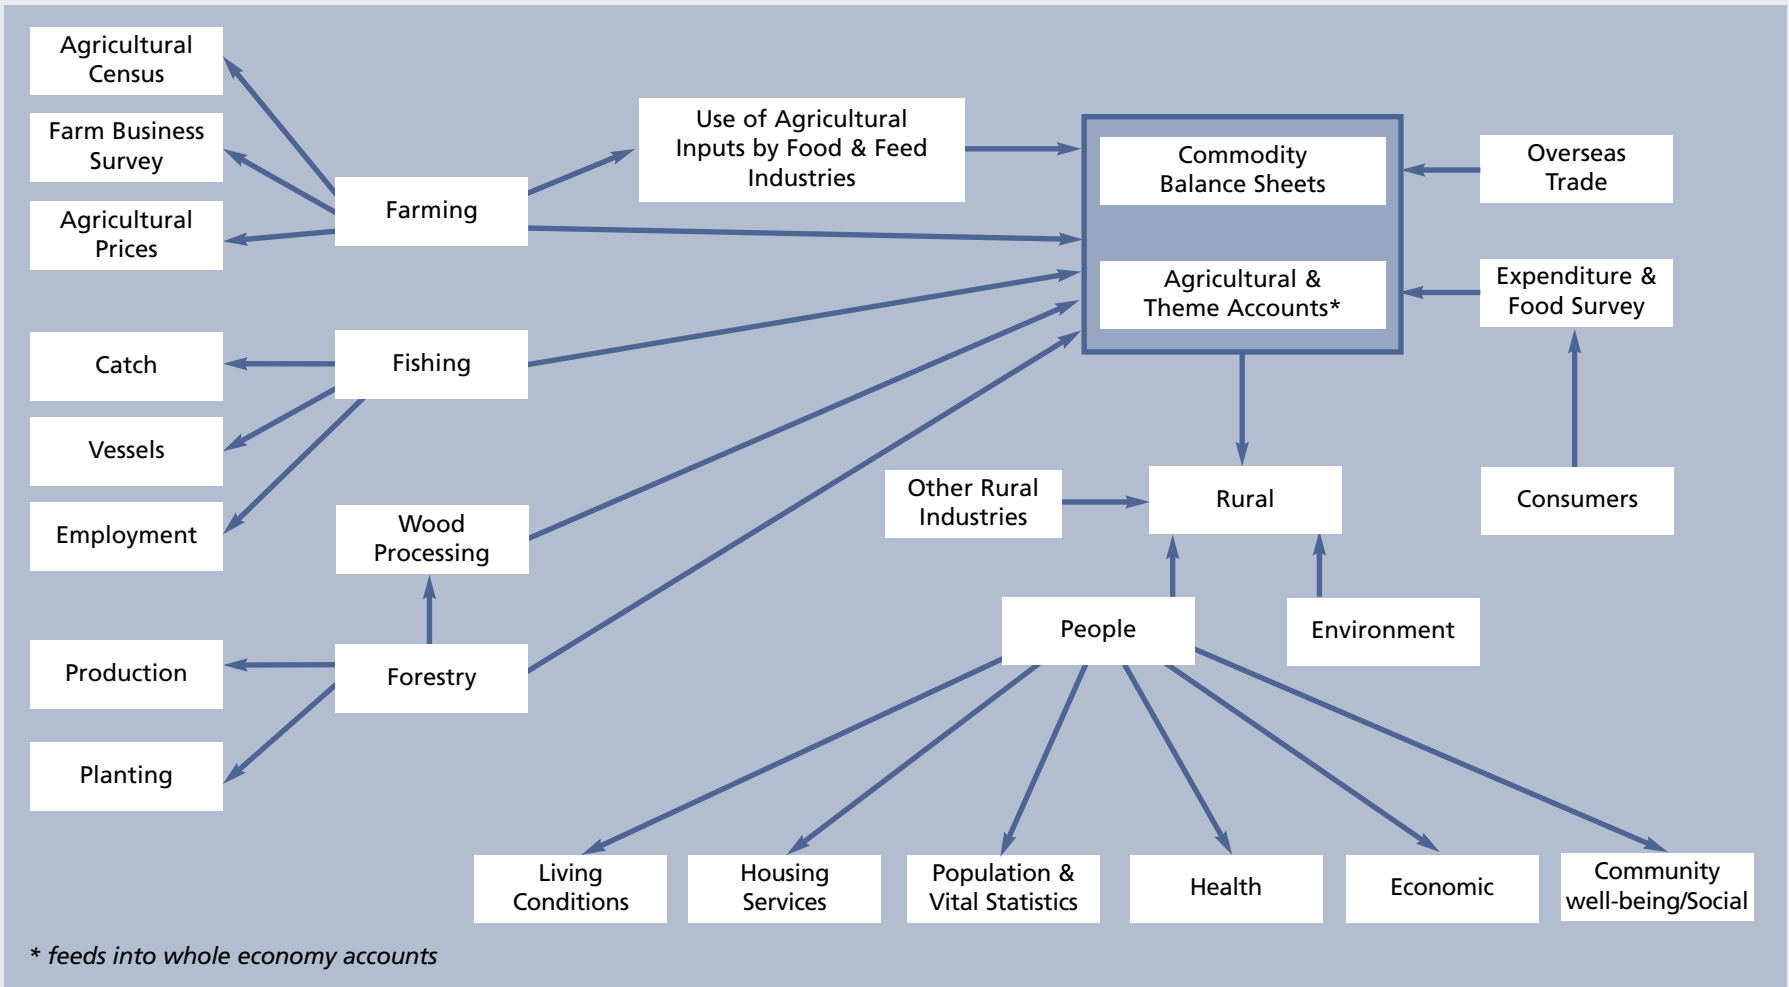 Agricultural
Census
Farm Business
Survey
Agricultural
Prices
Farming
Use of Agricultural
Inputs by Food & Feed
Industries
Commodity
Balance Sheets
Agricultural &
Theme Accounts*
Overseas
Trade
Expenditure &
Food Survey
Catch
Vessels
Employment
Fishing
Wood
Processing
Other Rural
Industries
Rural
Consumers
Production
Planting
Forestry
People
Environment
Living
Conditions
Housing
Services
Population &
Vital Statistics
Health
Economic
Community
well-being/Social
* feeds into whole economy accounts